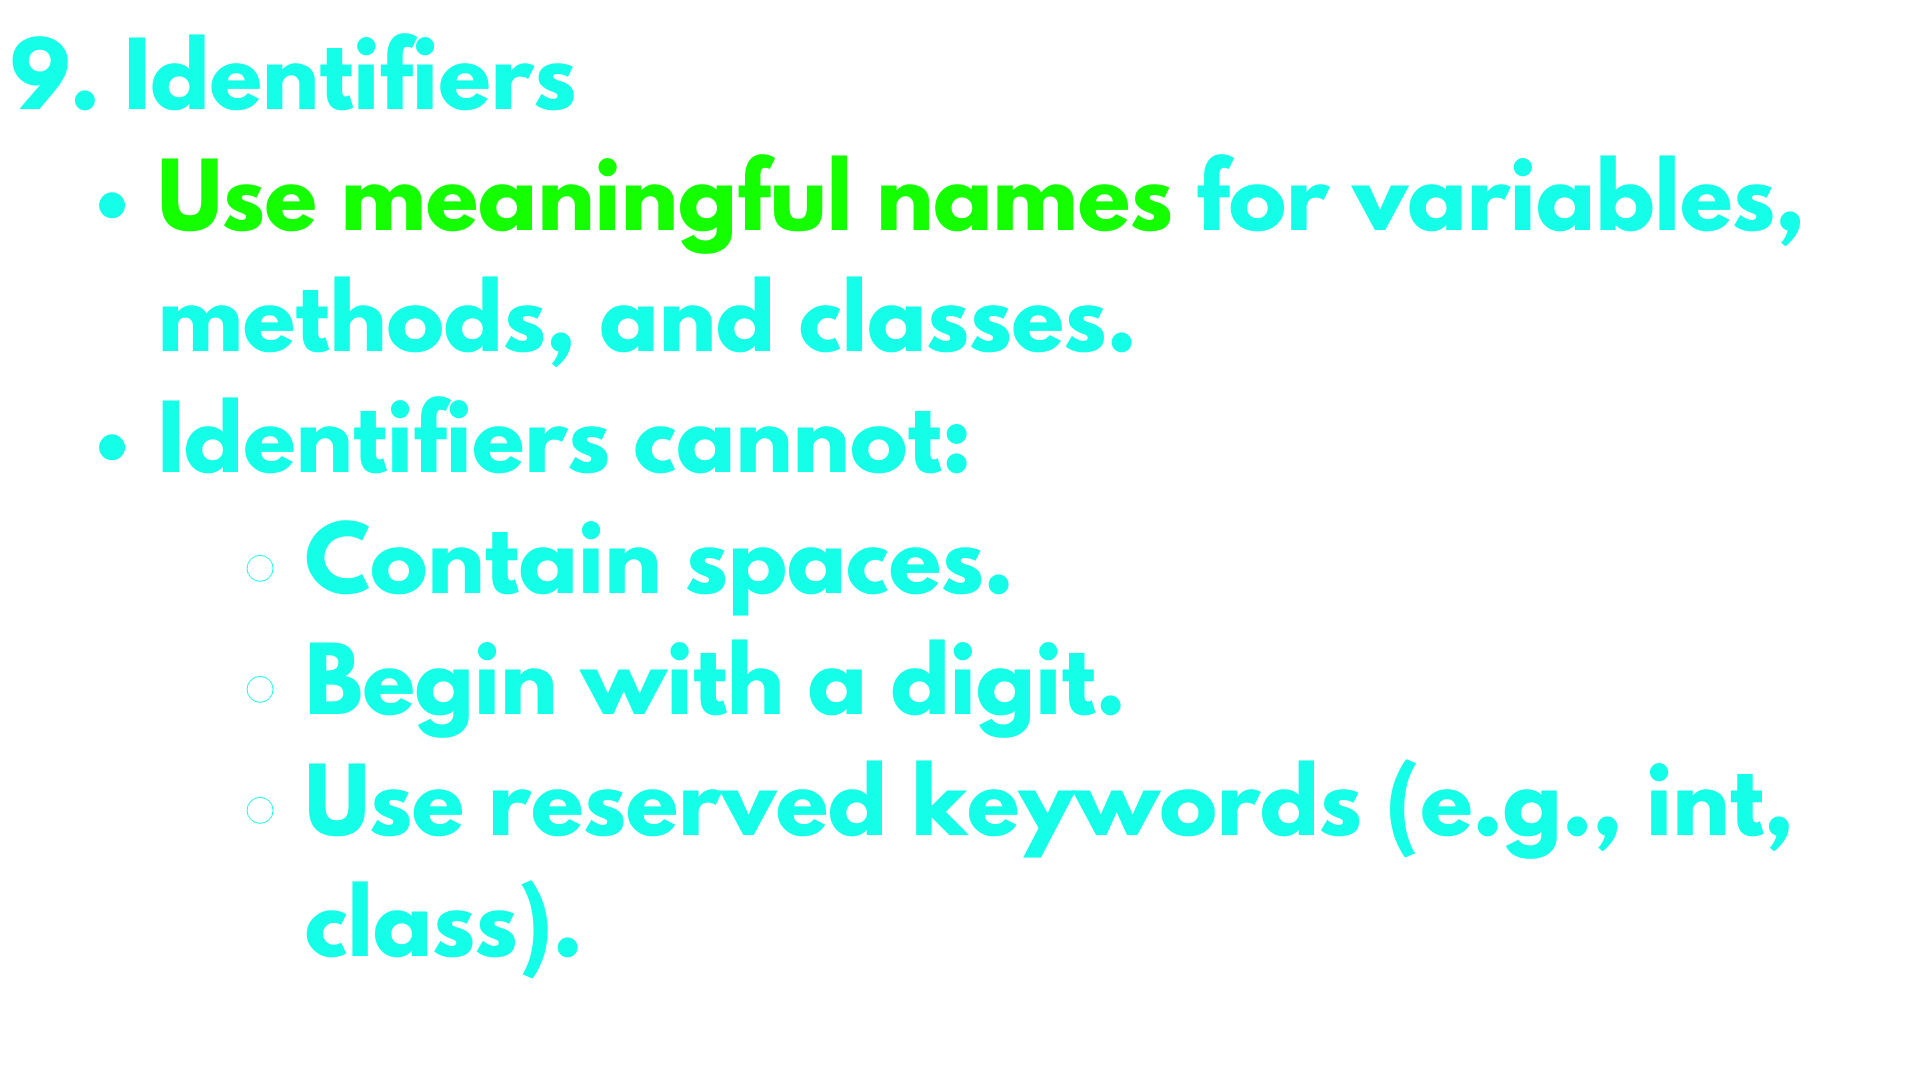 9. Identifiers
• Use meaningful names for variables,
methods, and classes.
• Identifiers cannot:
○ Contain spaces.
○ Begin with a digit.
○ Use reserved keywords (e.g., int,
class).